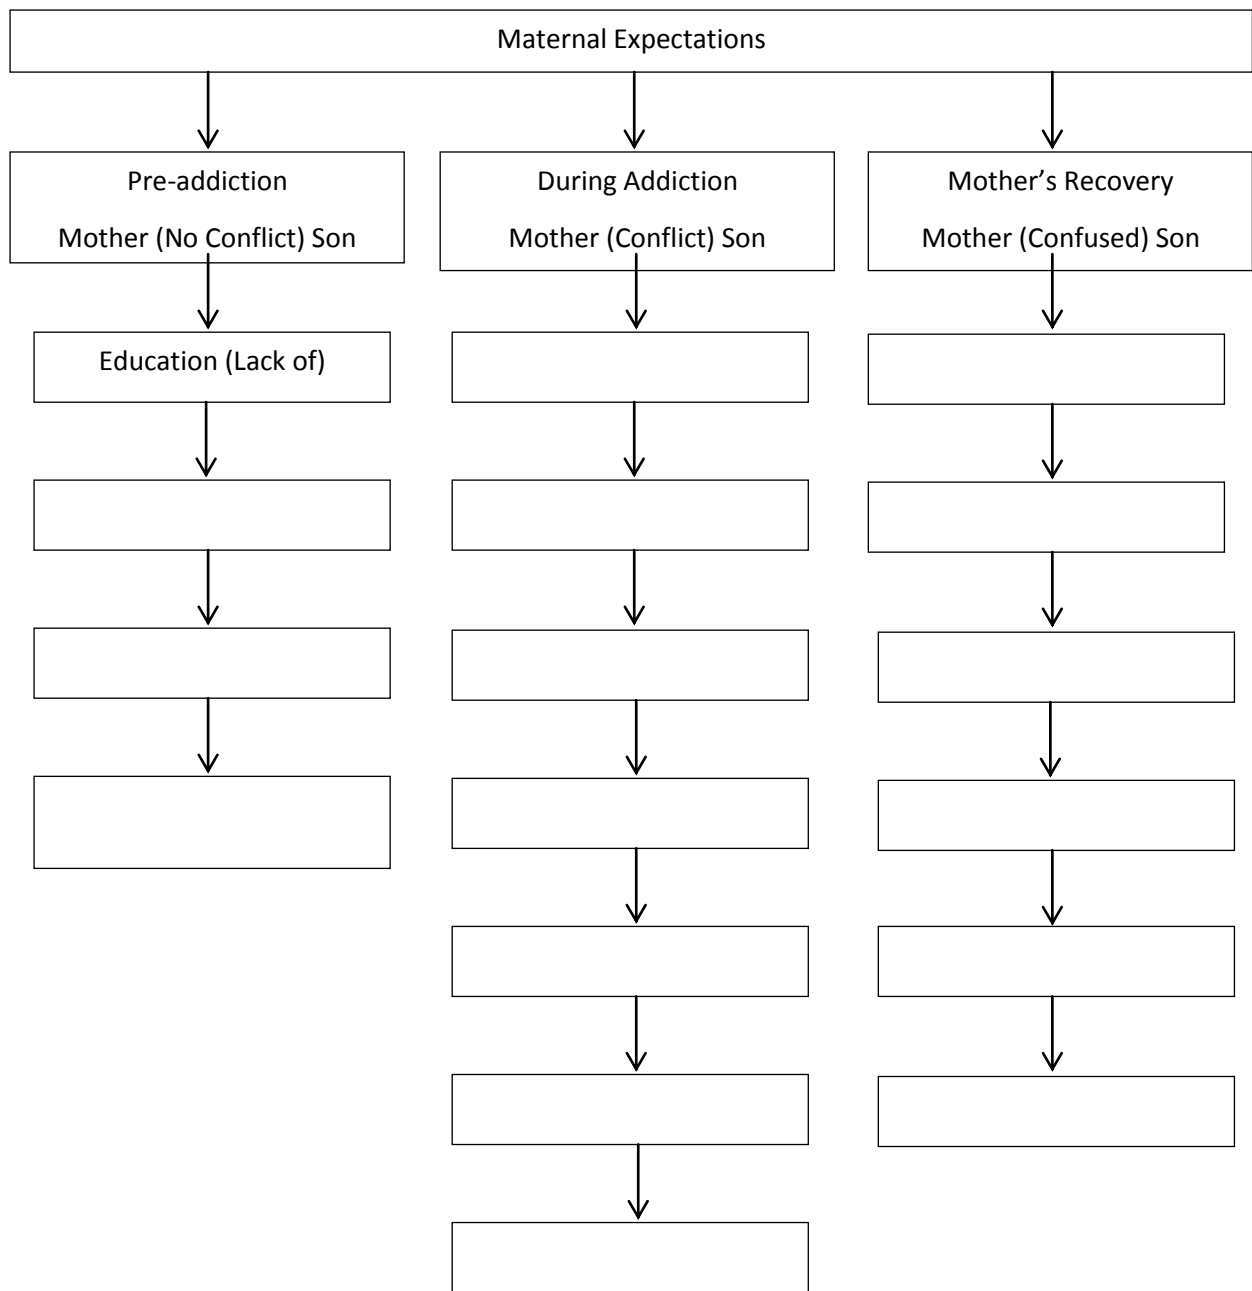 Maternal Expectations
Pre-addiction
Mother (No Conflict) Son
During Addiction
Mother (Conflict) Son
Mother’s Recovery
Mother (Confused) Son
Education (Lack of)